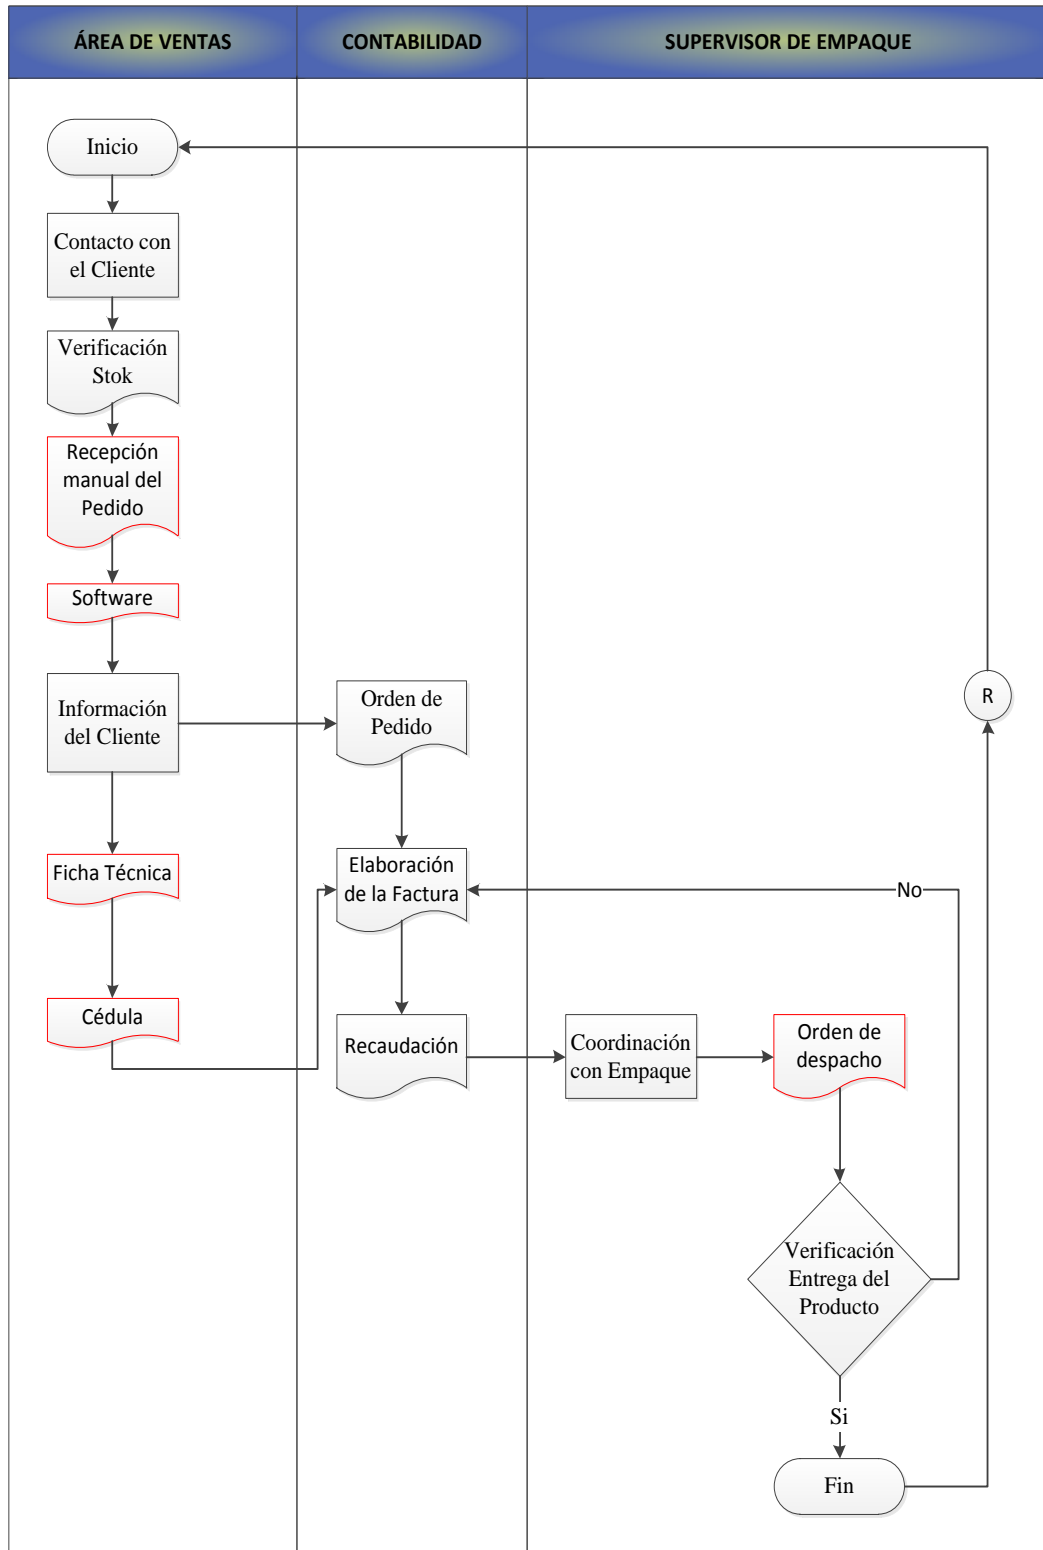 ÁREA DE VENTAS
CONTABILIDAD
SUPERVISOR DE EMPAQUE
Inicio
Contacto con
el Cliente
Verificación
Stok
Recepción
manual del
Pedido
Software
Información
del Cliente
Orden de
Pedido
R
Ficha Técnica
Elaboración
de la Factura
No
Cédula
Recaudación
Coordinación
con Empaque
Orden de
despacho
Verificación
Entrega del
Producto
Si
Fin